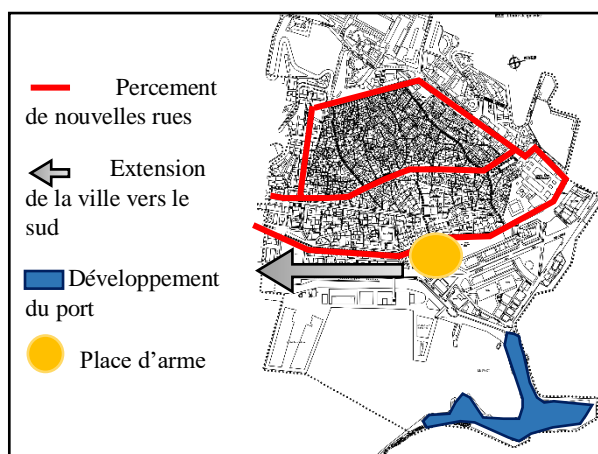 Percement
de nouvelles rues
Extension
de la ville vers le
sud
Développement
du port
Place d'arme